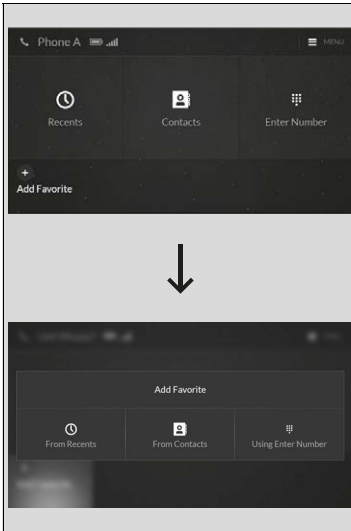 Phone A
MENU
Recents Contacts Enter Number
Add Favorite
Add Favorite
From Recents From Contacts Using Enter Number